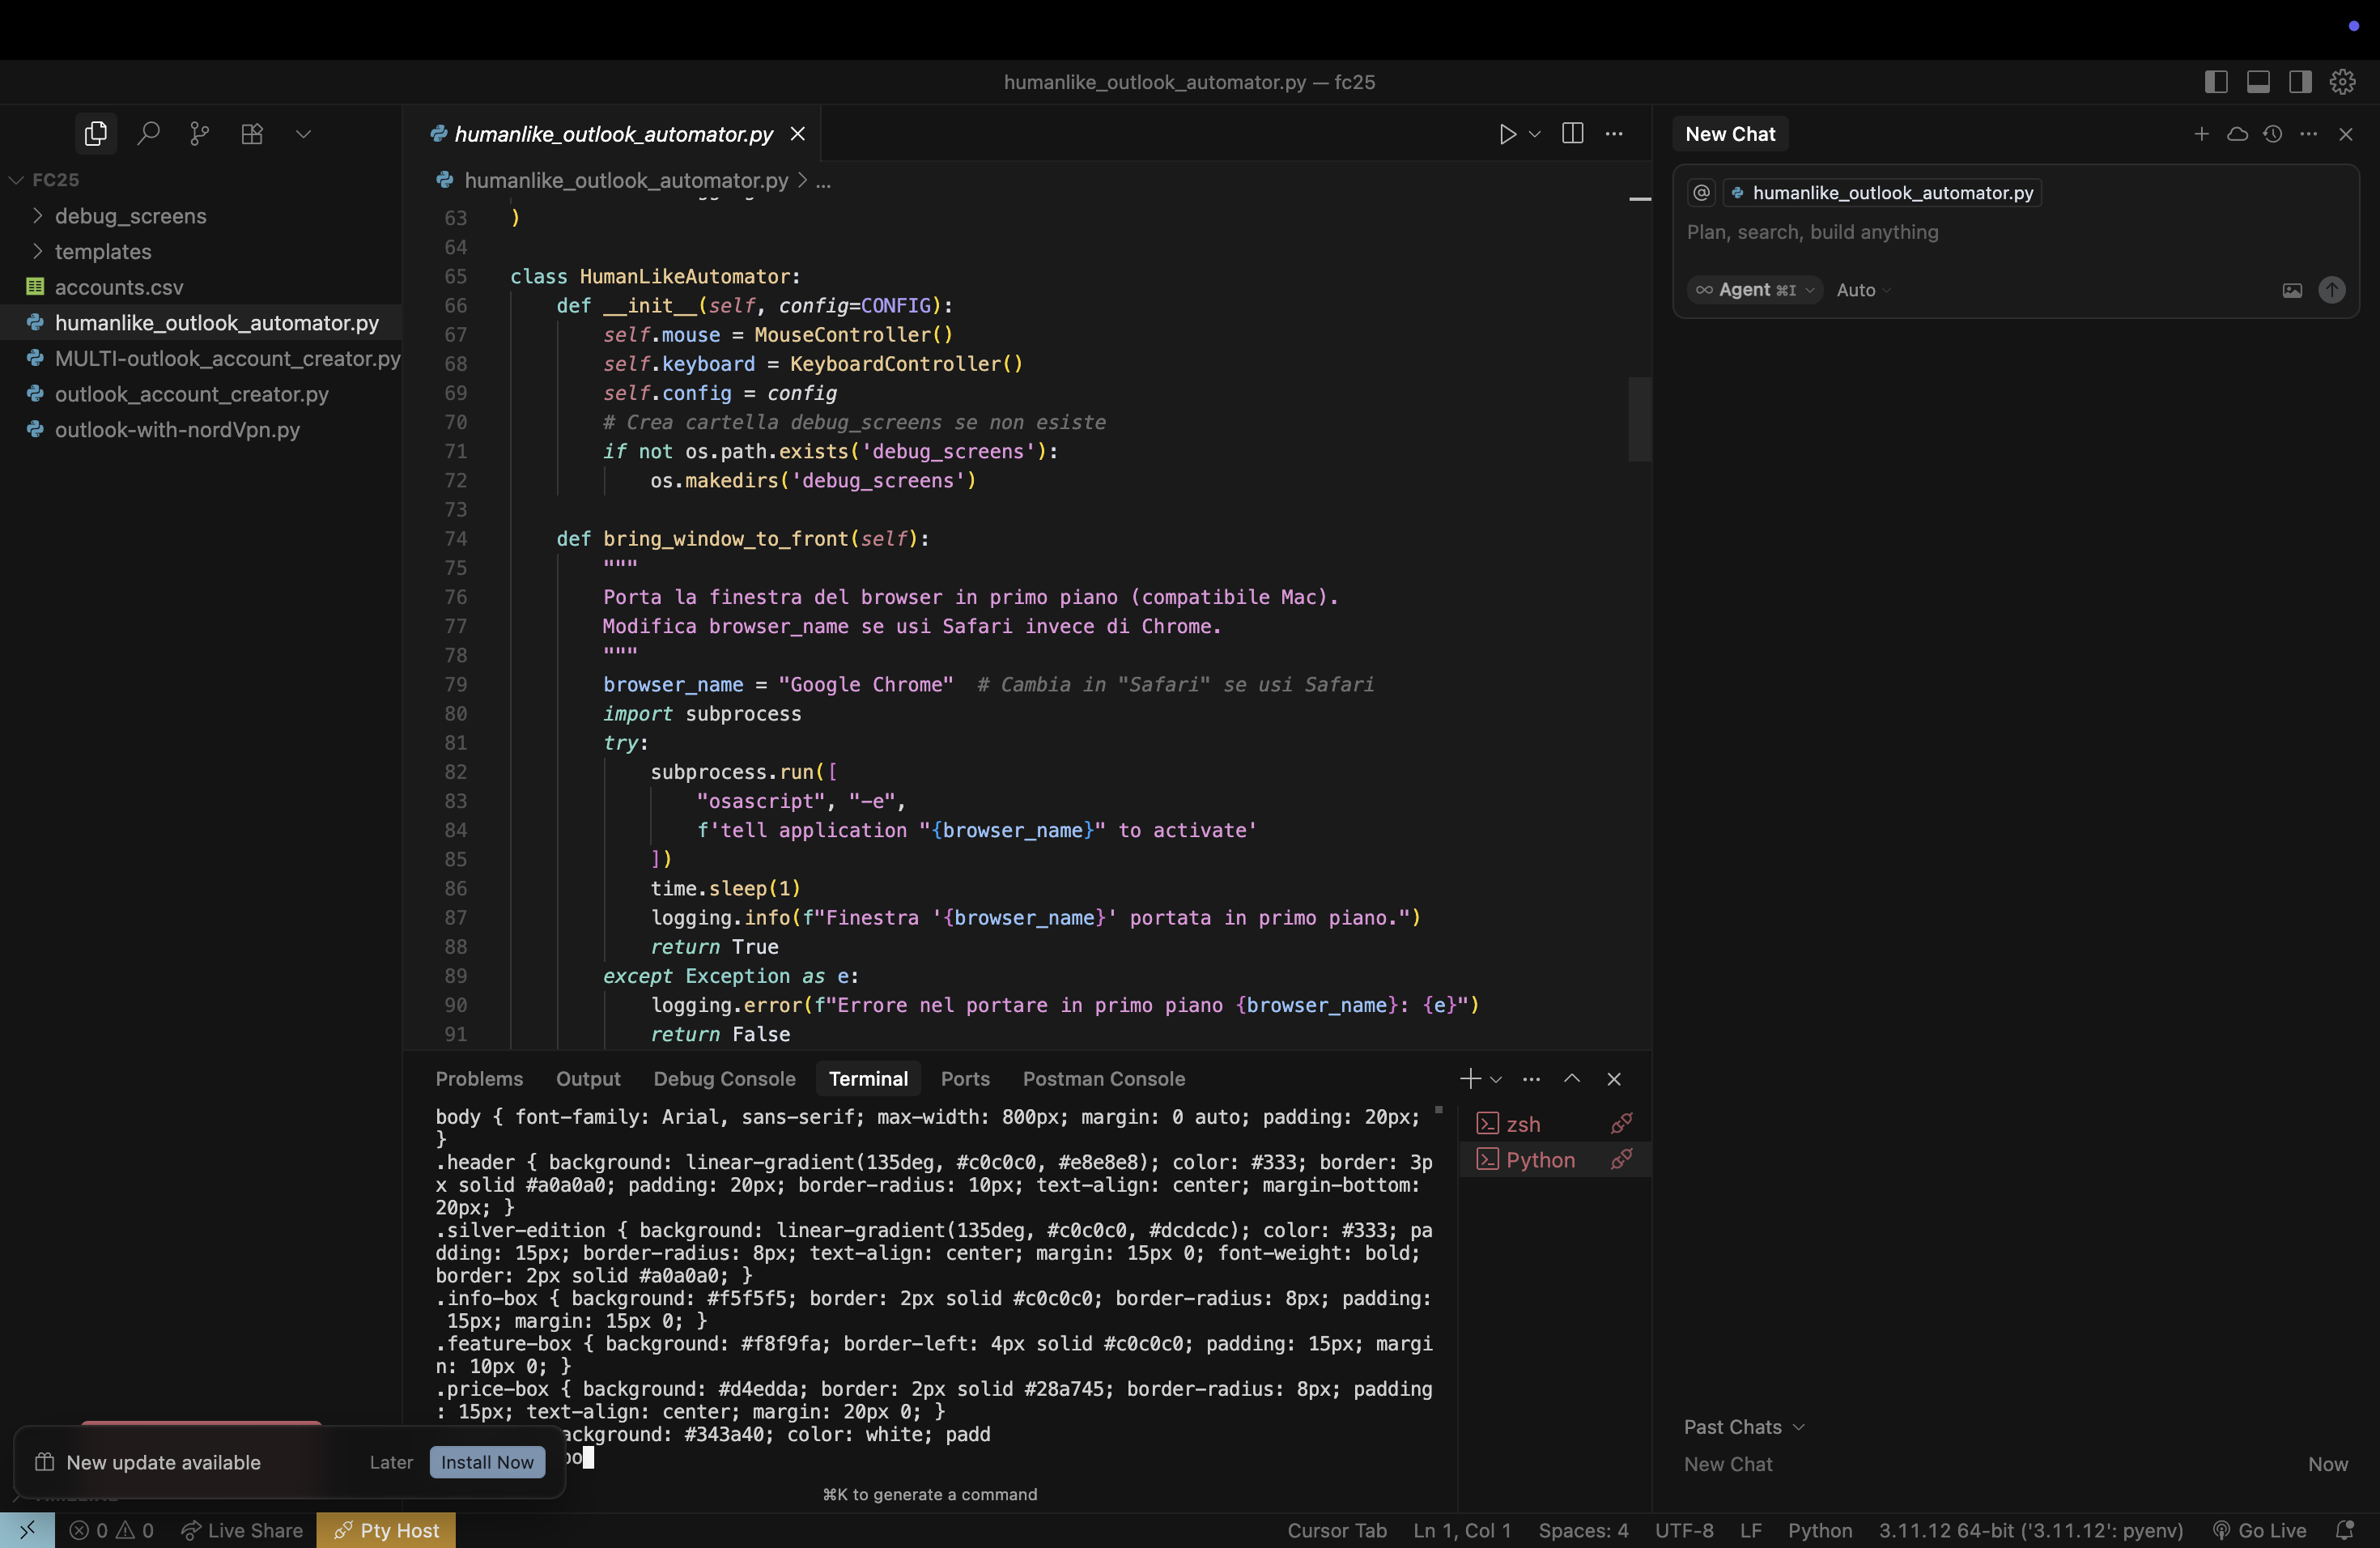 humanlike_outlook_automator.py — fc25
FC25
debug_screens
templates
accounts.csv
humanlike_outlook_automator.py
MULTI-outlook_account_creator.py
outlook_account_creator.py
outlook-with-nordVpn.py
humanlike_outlook_automator.py
humanlike_outlook_automator.py > ...
63 )
64
65 class HumanLikeAutomator:
66 def __init__(self, config=CONFIG):
67 self.mouse = MouseController()
68 self.keyboard = KeyboardController()
69 self.config = config
70 # Crea cartella debug_screens se non esiste
71 if not os.path.exists('debug_screens'):
72 os.makedirs('debug_screens')
73
74 def bring_window_to_front(self):
75 """
76 Porta la finestra del browser in primo piano (compatibile Mac).
77 Modifica browser_name se usi Safari invece di Chrome.
78 """
79 browser_name = "Google Chrome" # Cambia in "Safari" se usi Safari
80 import subprocess
81 try:
82 subprocess.run([
83 "osascript", "-e",
84 f'tell application "{browser_name}" to activate'
85 ])
86 time.sleep(1)
87 logging.info(f"Finestra '{browser_name}' portata in primo piano.")
88 return True
89 except Exception as e:
90 logging.error(f"Errore nel portare in primo piano {browser_name}: {e}")
91 return False
Problems Output Debug Console Terminal Ports Postman Console
body { font-family: Arial, sans-serif; max-width: 800px; margin: 0 auto; padding: 20px;
}
.header { background: linear-gradient(135deg, #c0c0c0, #e8e8e8); color: #333; border: 3p
x solid #a0a0a0; padding: 20px; border-radius: 10px; text-align: center; margin-bottom:
20px; }
.silver-edition { background: linear-gradient(135deg, #c0c0c0, #dcdcdc); color: #333; pa
dding: 15px; border-radius: 8px; text-align: center; margin: 15px 0; font-weight: bold;
border: 2px solid #a0a0a0; }
.info-box { background: #f5f5f5; border: 2px solid #c0c0c0; border-radius: 8px; padding:
15px; margin: 15px 0; }
.feature-box { background: #f8f9fa; border-left: 4px solid #c0c0c0; padding: 15px; margi
n: 10px 0; }
.price-box { background: #d4edda; border: 2px solid #28a745; border-radius: 8px; padding
: 15px; text-align: center; margin: 20px 0; }
ackground: #343a40; color: white; padd
oo
⌘K to generate a command
zsh
Python
New Chat
@ humanlike_outlook_automator.py
Plan, search, build anything
∞ Agent ⌘I Auto
Past Chats
New Chat Now
New update available Later Install Now
0 0 Live Share Pty Host Cursor Tab Ln 1, Col 1 Spaces: 4 UTF-8 LF Python 3.11.12 64-bit ('3.11.12': pyenv) Go Live